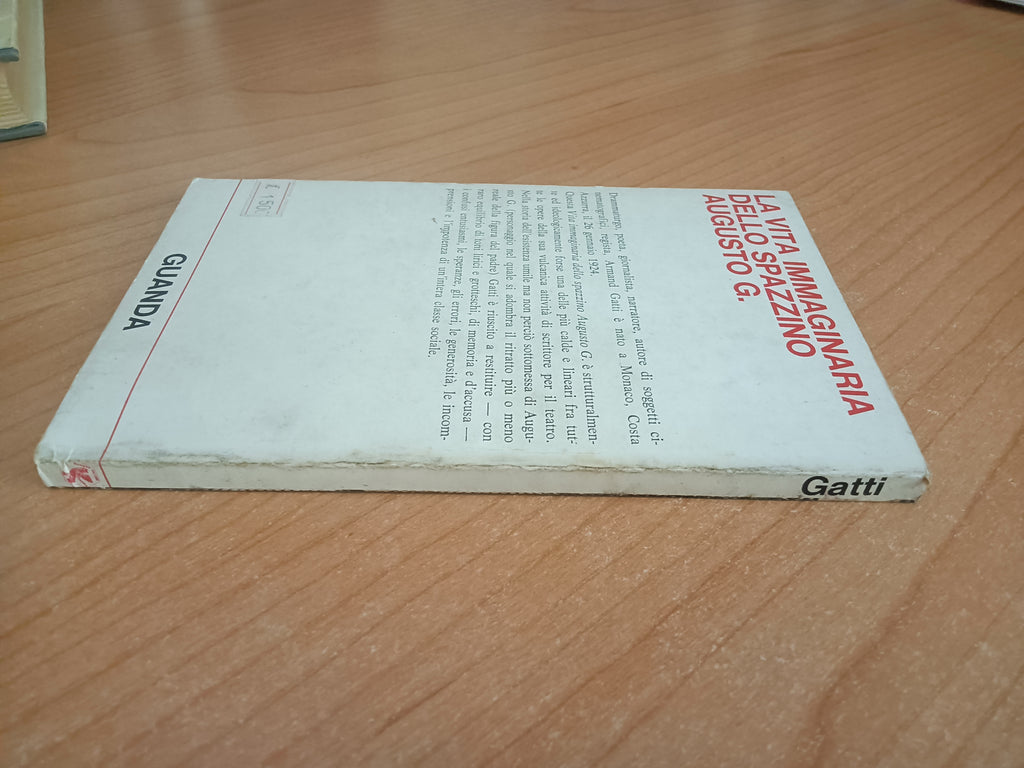 LA VITA IMMAGINARIA
DELLO SPAZZINO
AUGUSTO G.
Drammaturgo, poeta, giornalista, narratore, autore di soggetti ci-
nematografici, regista, Armand Gatti è nato a Monaco, Costa
Azzurra, il 26 gennaio 1924.
Questa Vita immaginaria dello spazzino Augusto G. è strutturalmen-
te ed ideologicamente forse una delle più calde e lineari fra tut-
te le opere della sua vulcanica attività di scrittore per il teatro.
Nella storia dell'esistenza umile ma non perciò sottomessa di Augu-
sto G. (personaggio nel quale si adombra il ritratto più o meno
reale della figura del padre) Gatti è riuscito a restituire — con
raro equilibrio di toni lirici e grotteschi, di memoria e d'accusa —
i confusi entusiasmi, le speranze, gli errori, le generosità, le incom-
prensioni e l'impotenza di un'intera classe sociale.
£ 150
GUANDA
Gatti